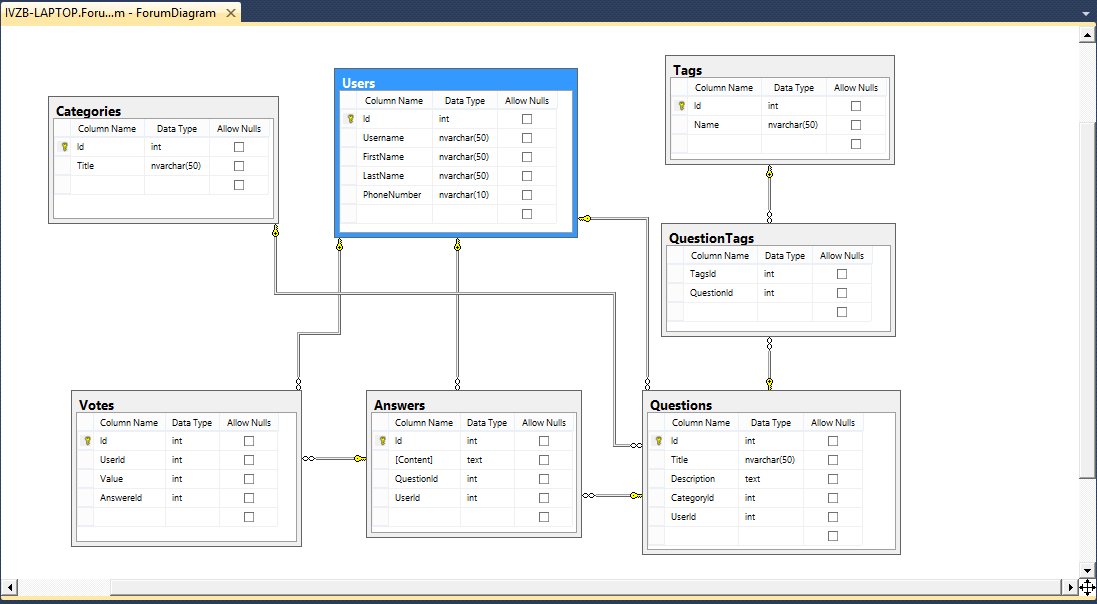 IVZB-LAPTOP.Foru...m - ForumDiagram
Categories
Column Name Data Type Allow Nulls
Id int
Title nvarchar(50)
Users
Column Name Data Type Allow Nulls
Id int
Username nvarchar(50)
FirstName nvarchar(50)
LastName nvarchar(50)
PhoneNumber nvarchar(10)
Tags
Column Name Data Type Allow Nulls
Id int
Name nvarchar(50)
QuestionTags
Column Name Data Type Allow Nulls
TagsId int
QuestionId int
Votes
Column Name Data Type Allow Nulls
Id int
UserId int
Value int
AnswereId int
Answers
Column Name Data Type Allow Nulls
Id int
[Content] text
QuestionId int
UserId int
Questions
Column Name Data Type Allow Nulls
Id int
Title nvarchar(50)
Description text
CategoryId int
UserId int